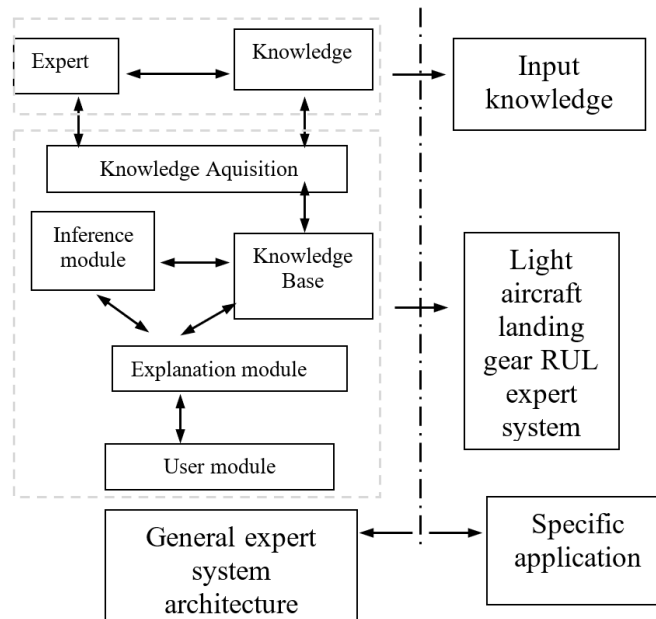 Expert
Knowledge
Input
knowledge
Knowledge Aquisition
Inference
module
Knowledge
Base
Light
aircraft
landing
gear RUL
expert
system
Explanation module
User module
General expert
system
architecture
Specific
application